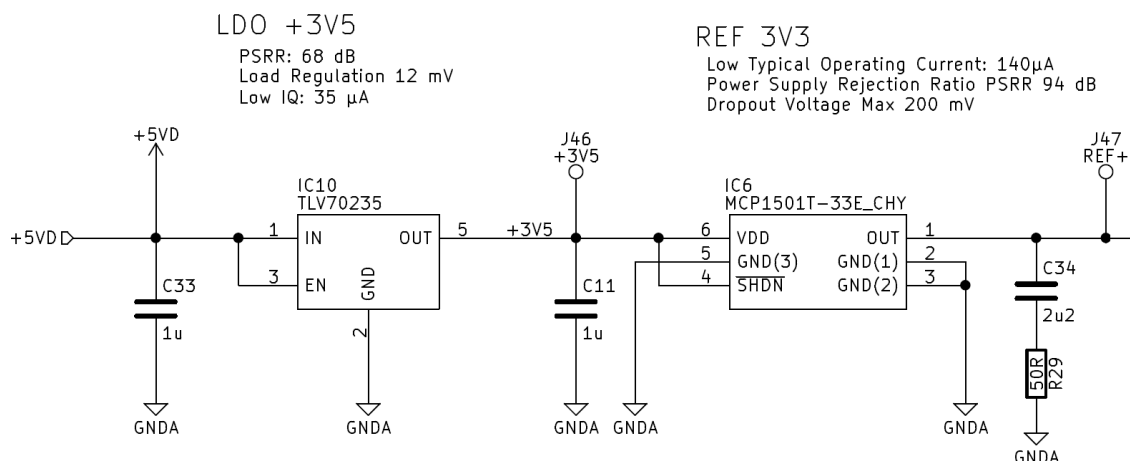 LDO +3V5
PSRR: 68 dB
Load Regulation 12 mV
Low IQ: 35 µA
REF 3V3
Low Typical Operating Current: 140µA
Power Supply Rejection Ratio PSRR 94 dB
Dropout Voltage Max 200 mV
+5VD
J46
+3V5
J47
REF+
IC10
TLV70235
IC6
MCP1501T-33E_CHY
+5VD
1
IN
OUT
5
+3V5
6
VDD
OUT
1
5
GND(3)
GND(1)
2
3
EN
GND
4
SHDN
GND(2)
3
C33
1u
2
C11
1u
C34
2u2
50R
R29
GNDA
GNDA
GNDA
GNDA
GNDA
GNDA